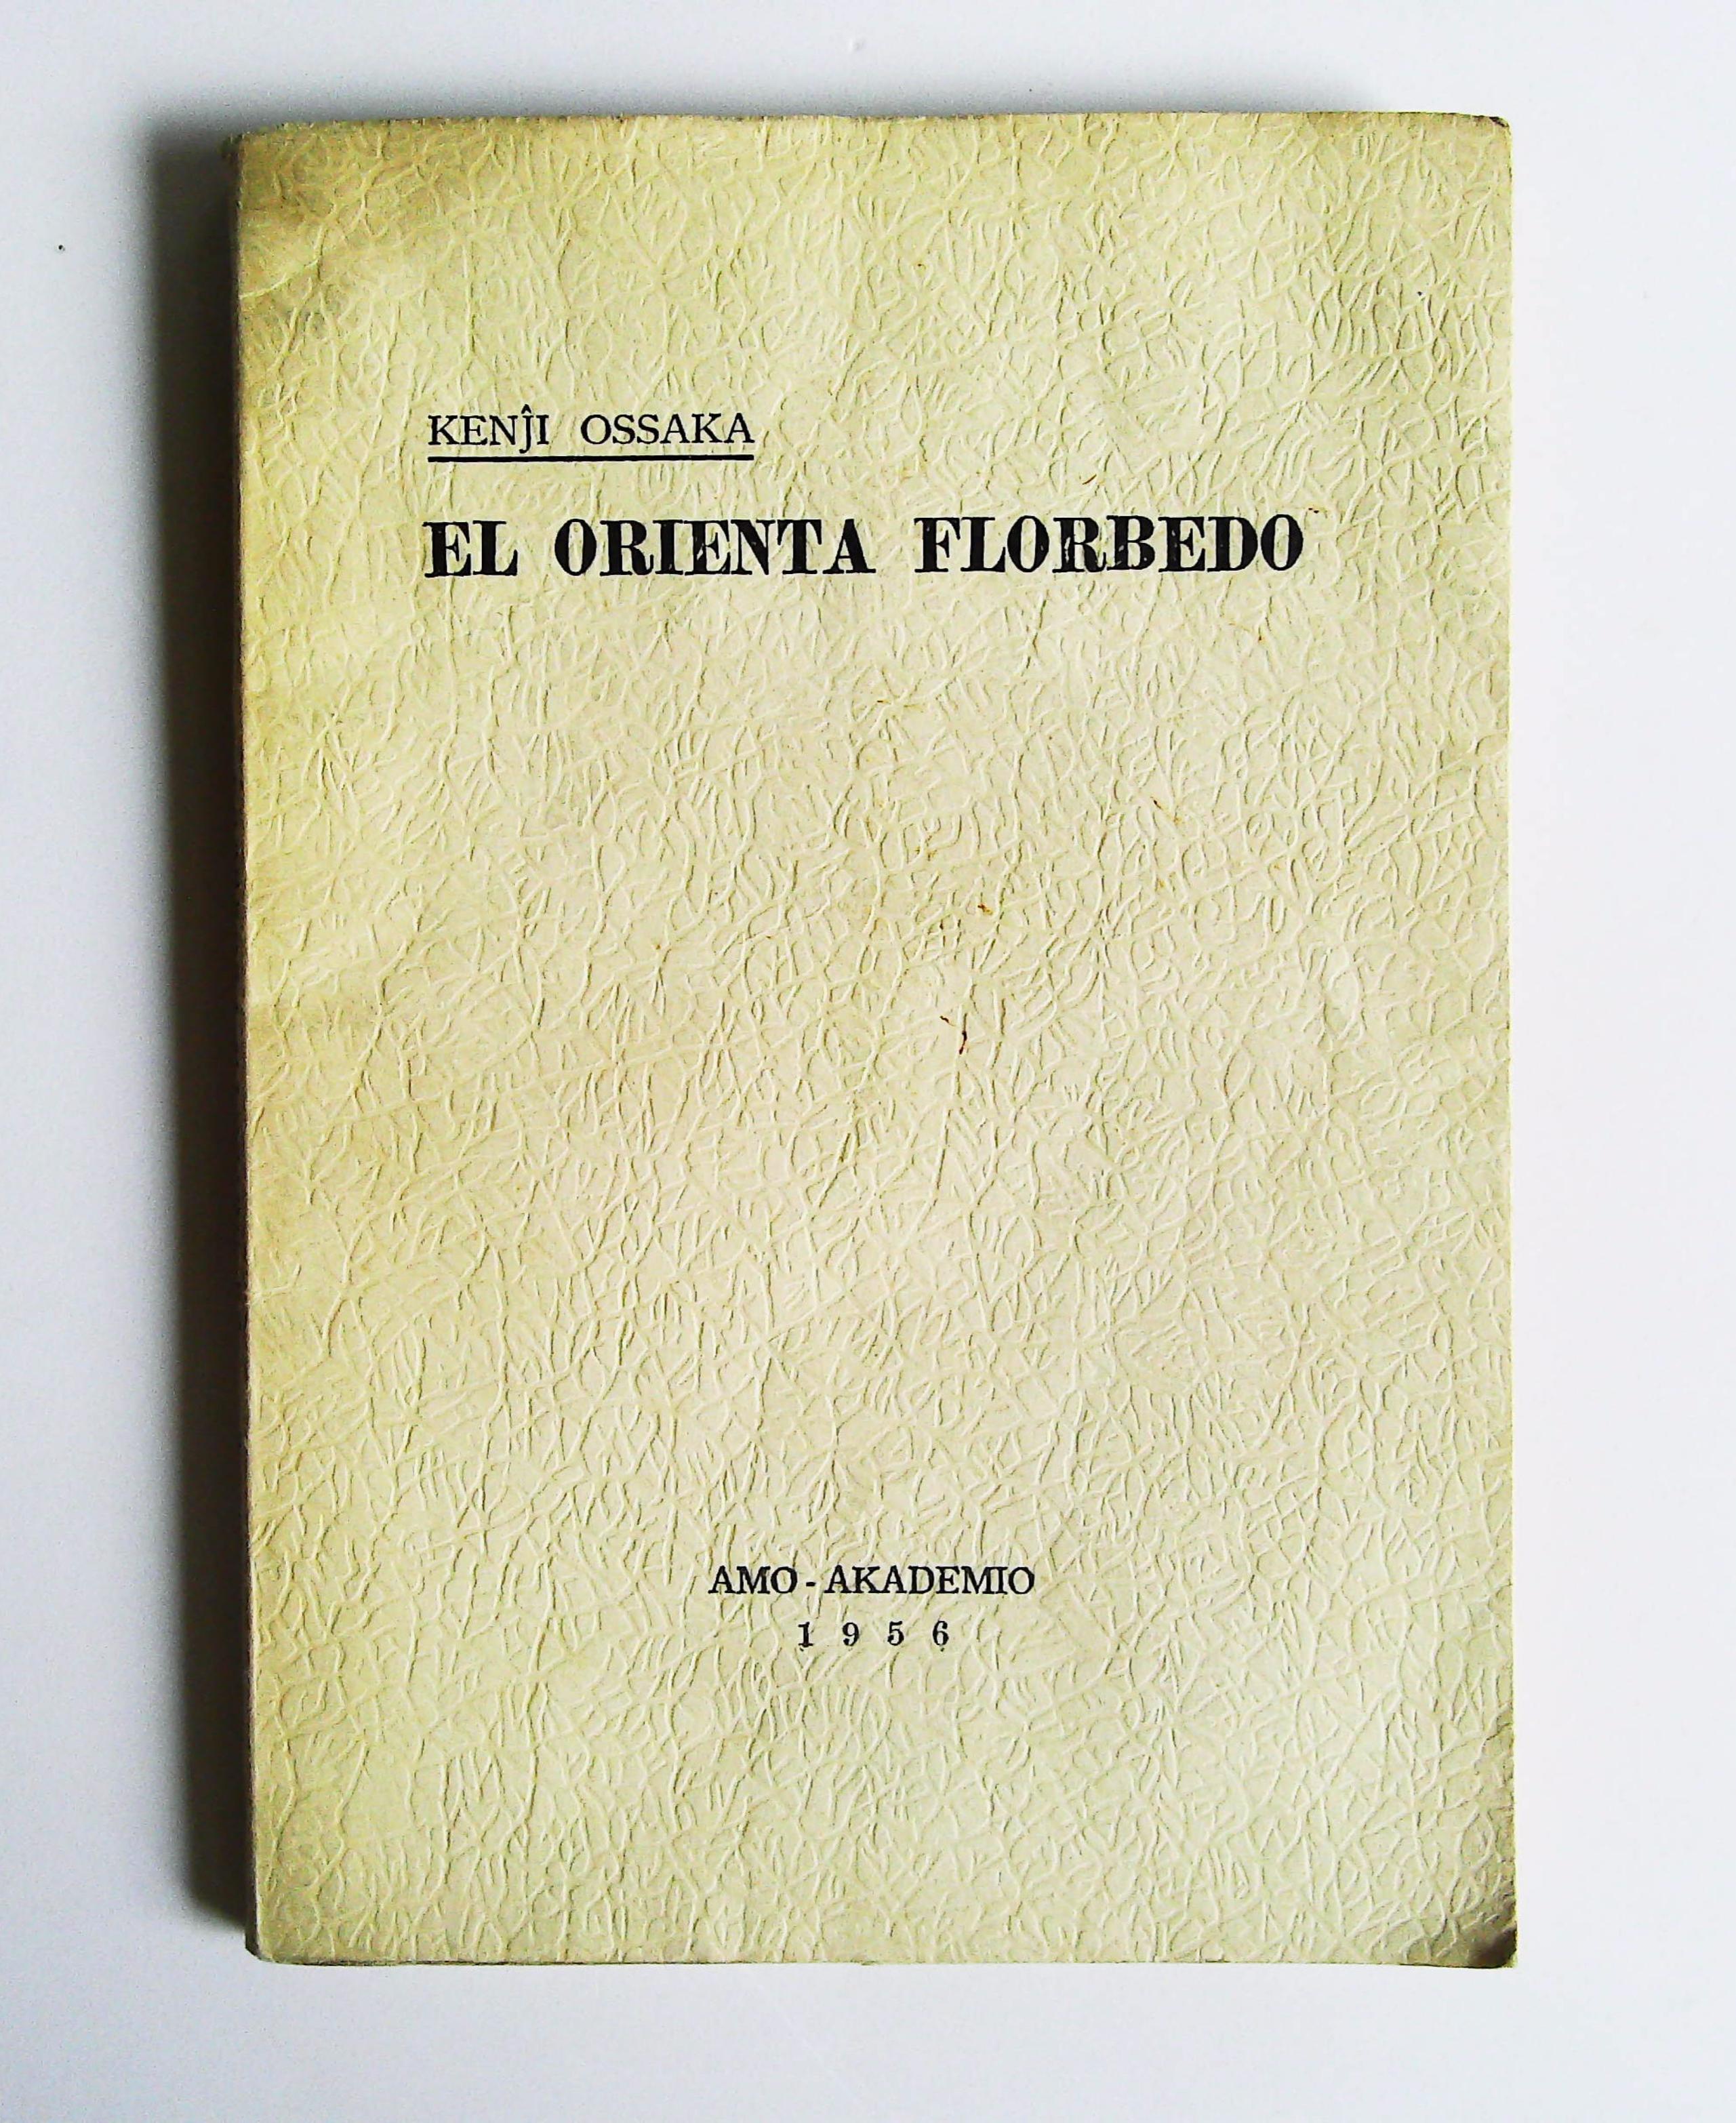 KENĴI OSSAKA
EL ORIENTA FLORBEDO
AMO-AKADEMIO
1956